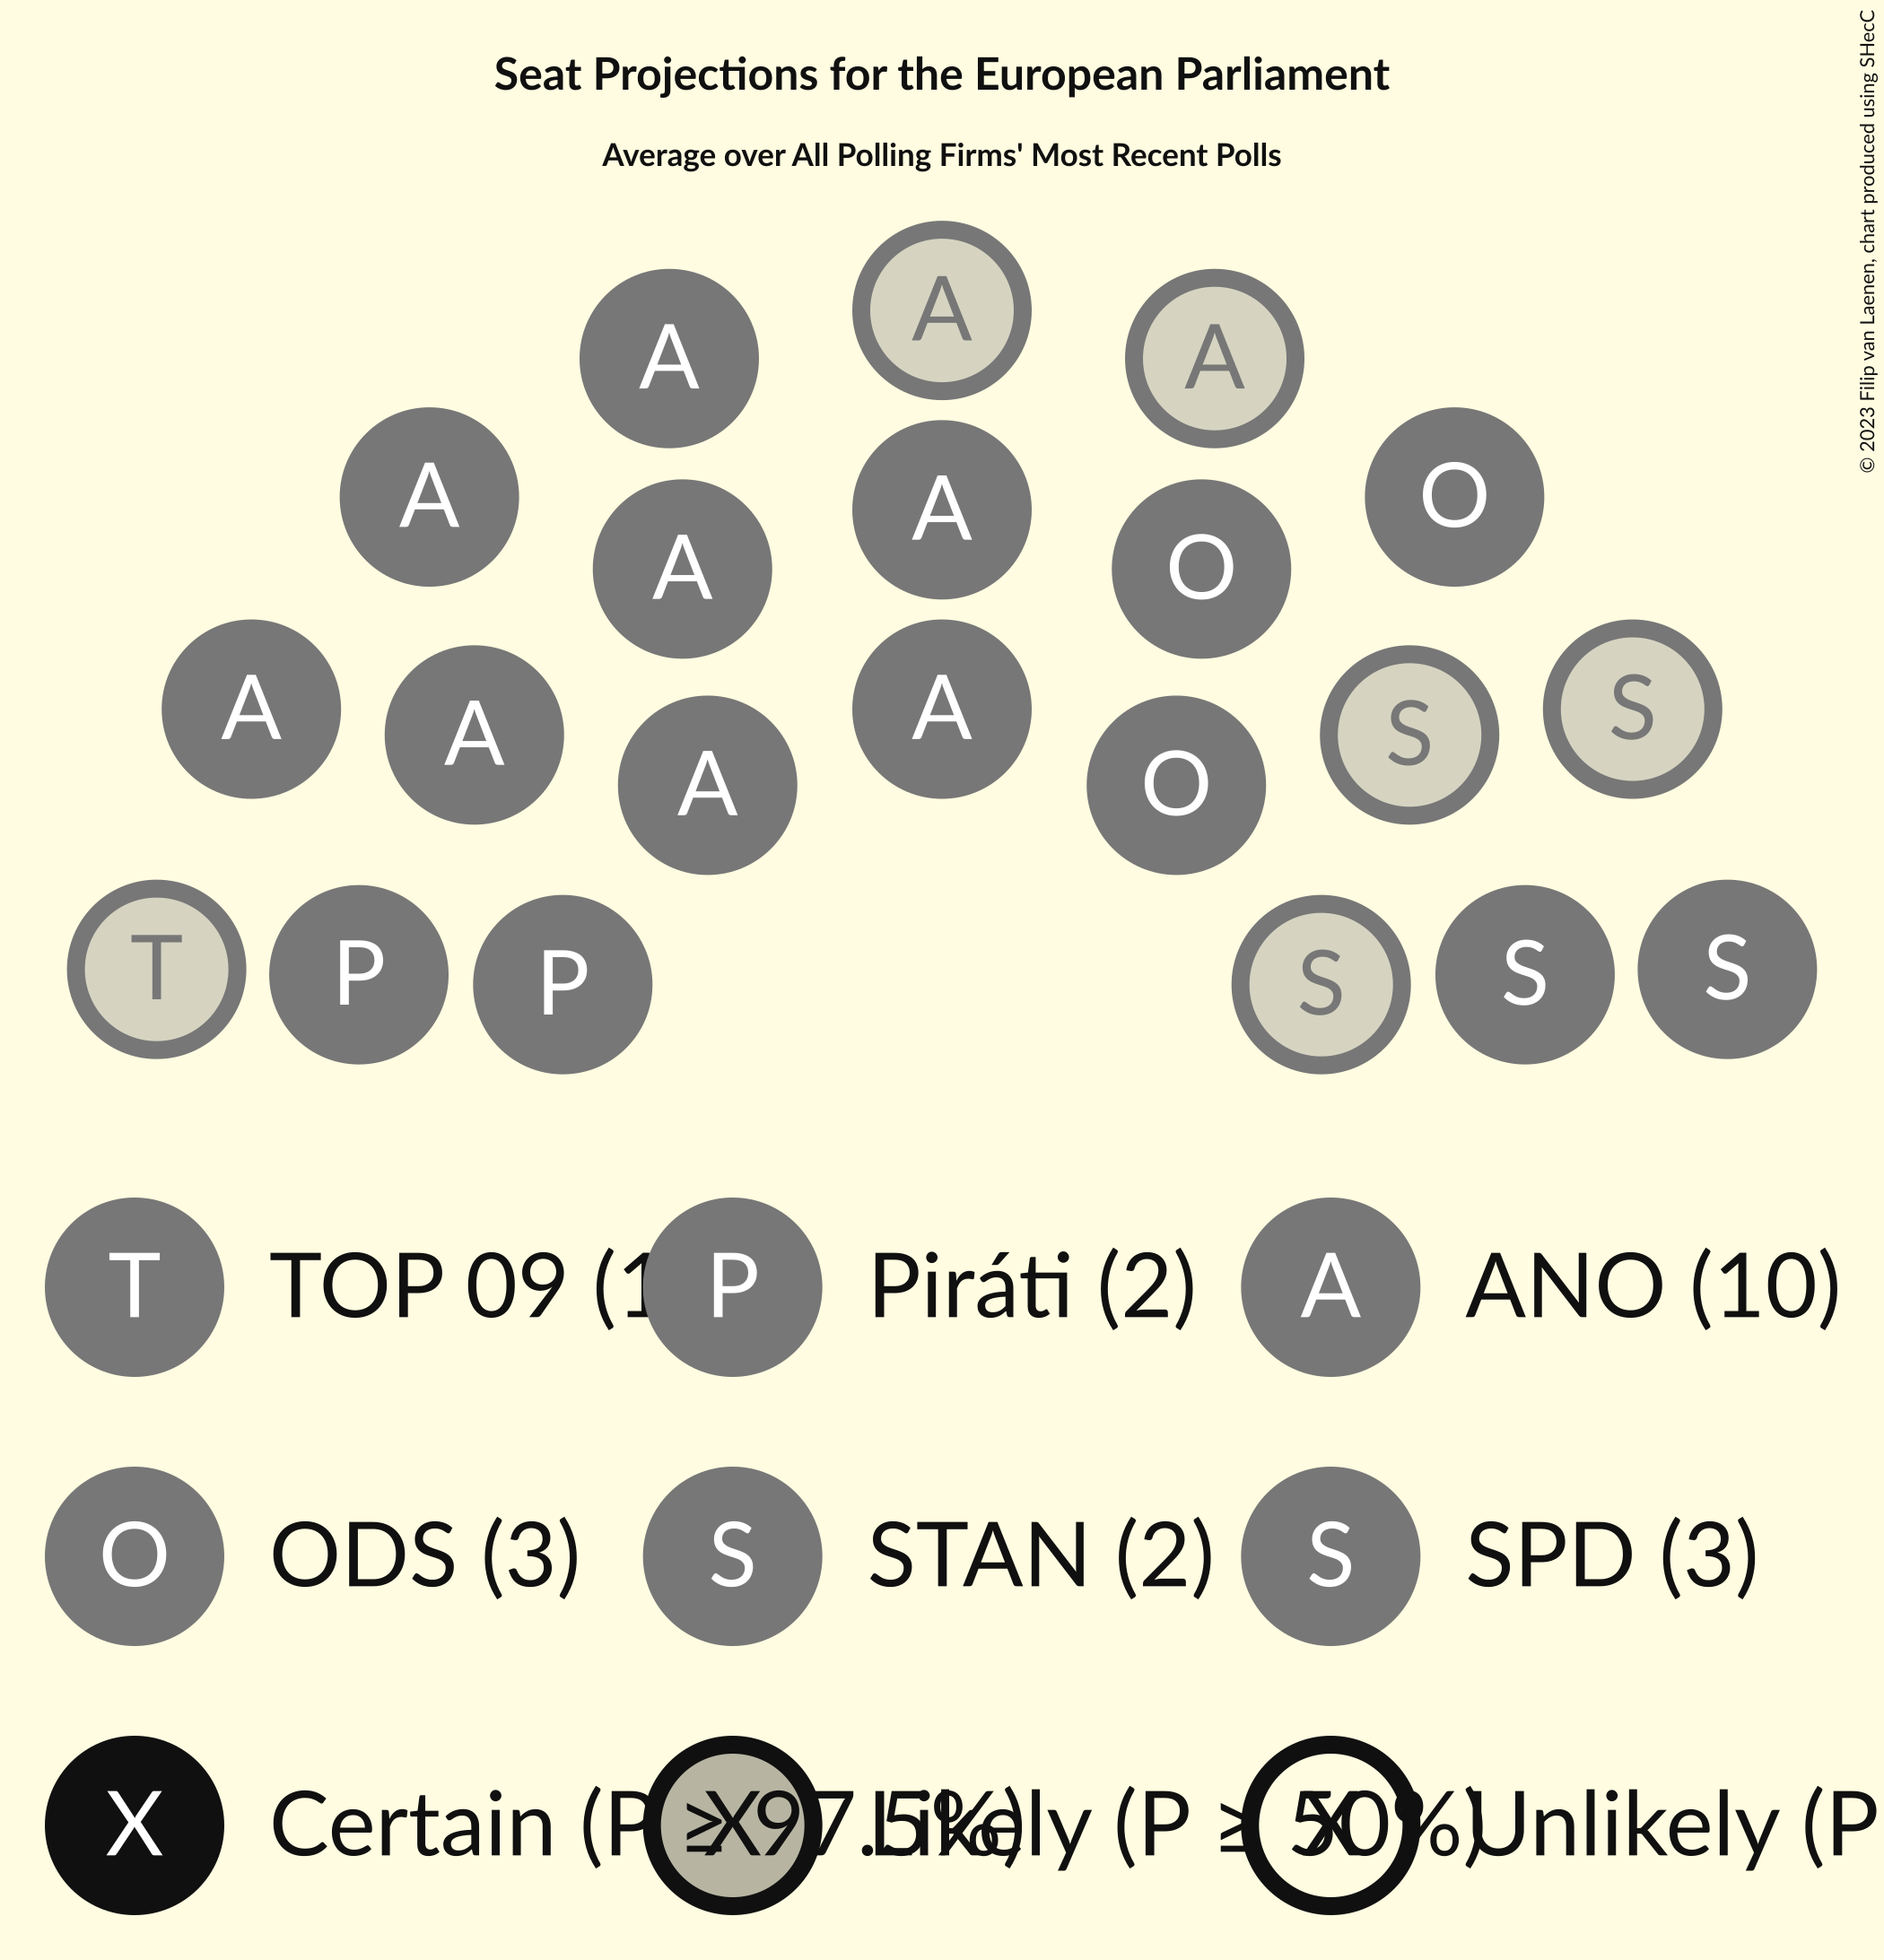 Seat Projections for the European Parliament
Average over All Polling Firms' Most Recent Polls
© 2023 Filip van Laenen, chart produced using SHecC
A
A A
A O
A
A O
A A S S
A O
T P P S S S
T TOP 09 (1 P Piráti (2) A ANO (10)
O ODS (3) S STAN (2) S SPD (3)
X Certain (P ≥ 97.5%) X Likely (P ≥ 50%) X Unlikely (P